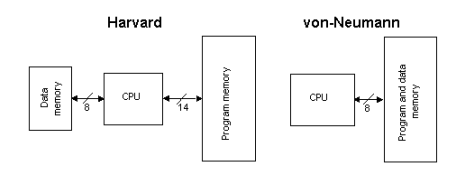 Harvard
von-Neumann
Data
memory
8
CPU
14
Program memory
CPU
8
Program and data
memory